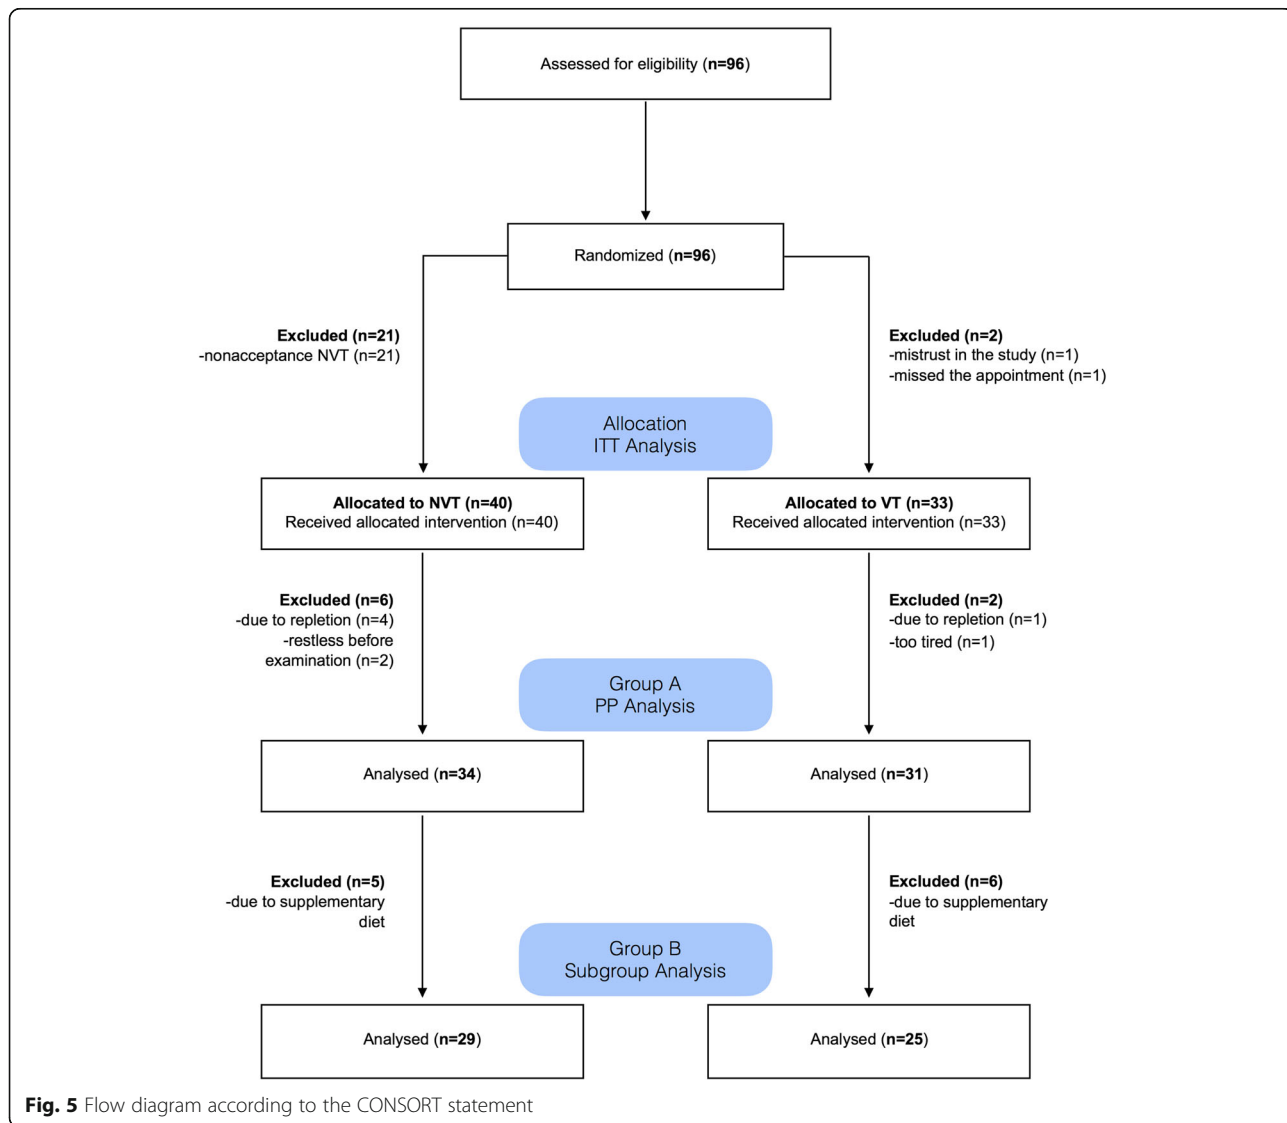 Assessed for eligibility (n=96)
Randomized (n=96)
Excluded (n=21)
-nonacceptance NVT (n=21)
Excluded (n=2)
-mistrust in the study (n=1)
-missed the appointment (n=1)
Allocation
ITT Analysis
Allocated to NVT (n=40)
Received allocated intervention (n=40)
Allocated to VT (n=33)
Received allocated intervention (n=33)
Excluded (n=6)
-due to repletion (n=4)
-restless before
examination (n=2)
Excluded (n=2)
-due to repletion (n=1)
-too tired (n=1)
Group A
PP Analysis
Analysed (n=34)
Analysed (n=31)
Excluded (n=5)
-due to supplementary
diet
Excluded (n=6)
-due to supplementary
diet
Group B
Subgroup Analysis
Analysed (n=29)
Analysed (n=25)
Fig. 5 Flow diagram according to the CONSORT statement